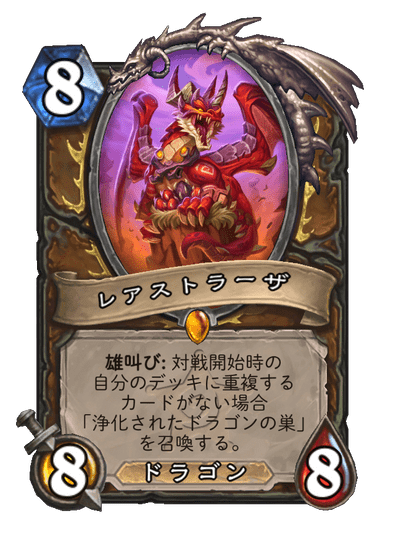 8
レアストラーザ
雄叫び: 対戦開始時の
自分のデッキに重複する
カードがない場合
「浄化されたドラゴンの巣」
を召喚する。
8
ドラゴン
8